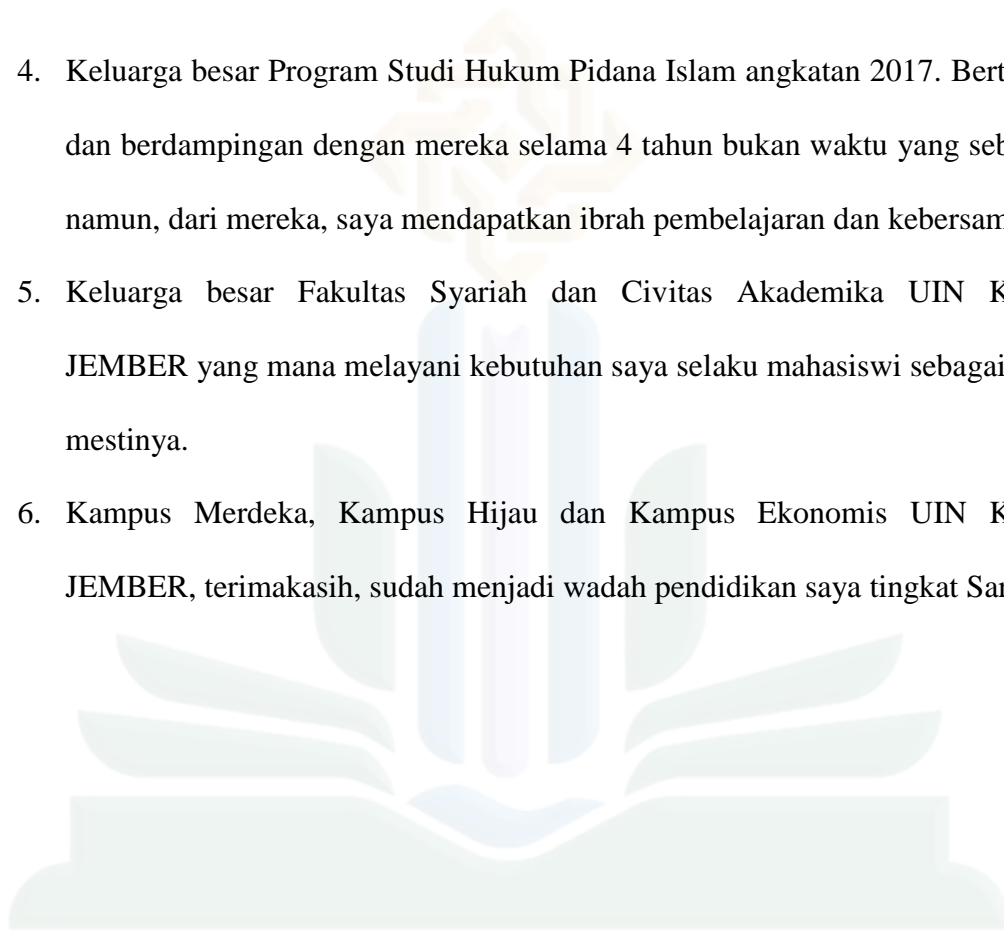 4. Keluarga besar Program Studi Hukum Pidana Islam angkatan 2017. Bert
dan berdampingan dengan mereka selama 4 tahun bukan waktu yang seb
namun, dari mereka, saya mendapatkan ibrah pembelajaran dan kebersam
5. Keluarga besar Fakultas Syariah dan Civitas Akademika UIN K
JEMBER yang mana melayani kebutuhan saya selaku mahasiswi sebagai
mestinya.
6. Kampus Merdeka, Kampus Hijau dan Kampus Ekonomis UIN K
JEMBER, terimakasih, sudah menjadi wadah pendidikan saya tingkat Sar